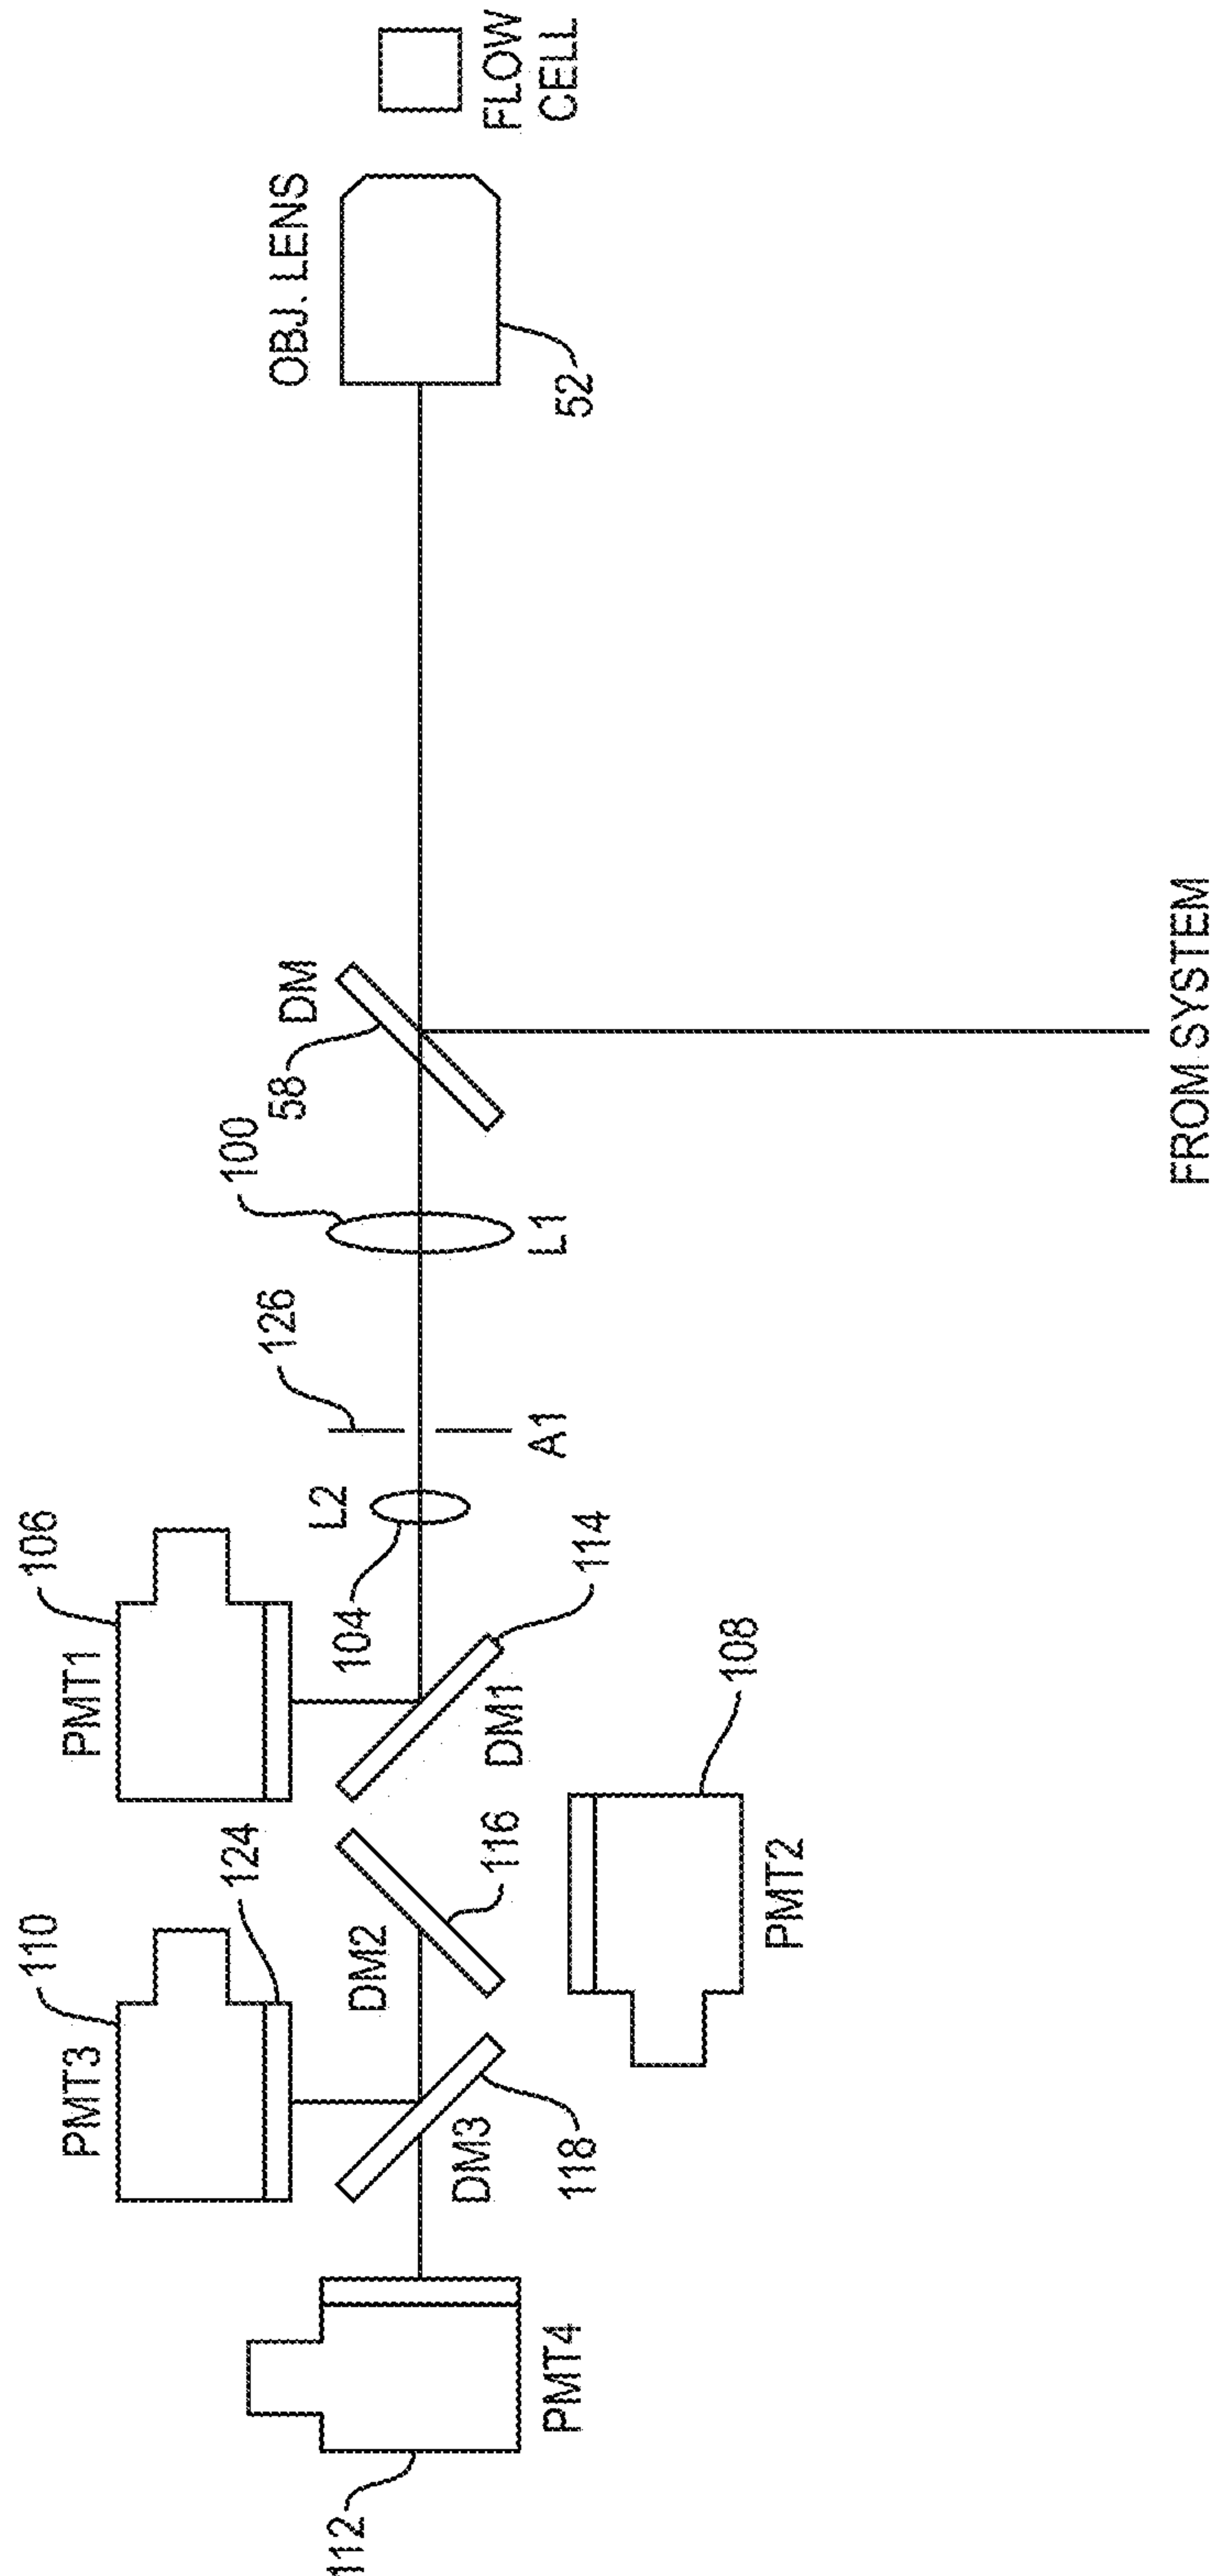 FLOW
CELL
OBJ. LENS
52
DM
58
FROM SYSTEM
100
L1
126
A1
L2
104
106
PMT1
114
DM1
108
PMT2
116
DM2
124
110
PMT3
118
DM3
PMT4
112